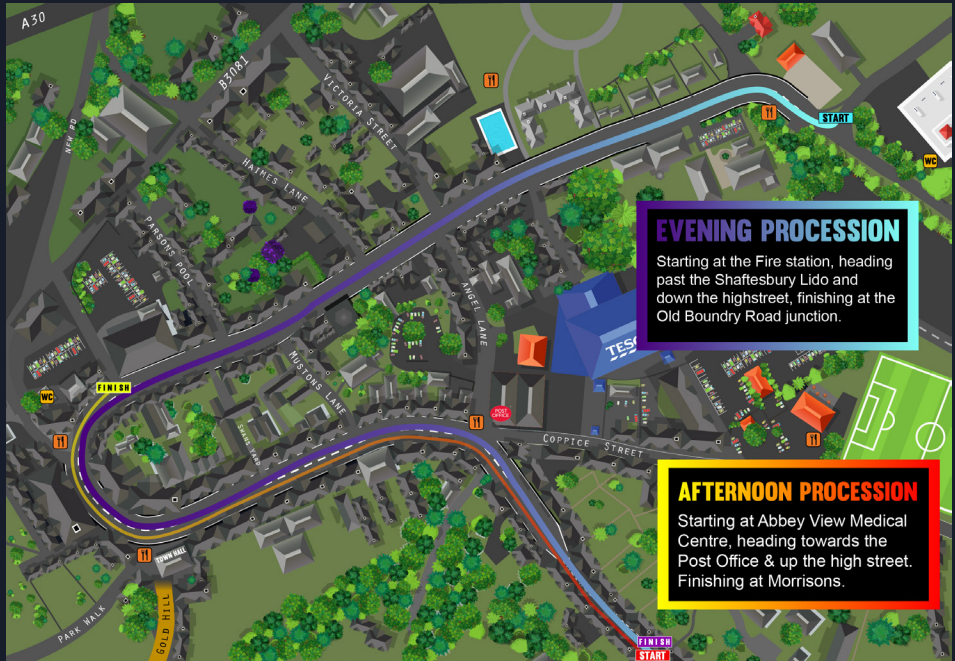 A30
B3081
NEW RD
VICTORIA STREET
START
WC
HAIMES LANE
PARSONS POOL
EVENING PROCESSION
Starting at the Fire station, heading
past the Shaftesbury Lido and
down the highstreet, finishing at the
Old Boundry Road junction.
ANGEL LANE
TESC
FINISH
WC
MUSTONS LANE
SWANS YARD
POST
OFFICE
COPPICE STREET
AFTERNOON PROCESSION
Starting at Abbey View Medical
Centre, heading towards the
Post Office & up the high street.
Finishing at Morrisons.
TOWN HALL
PARK WALK
GOLD HILL
FINISH
START